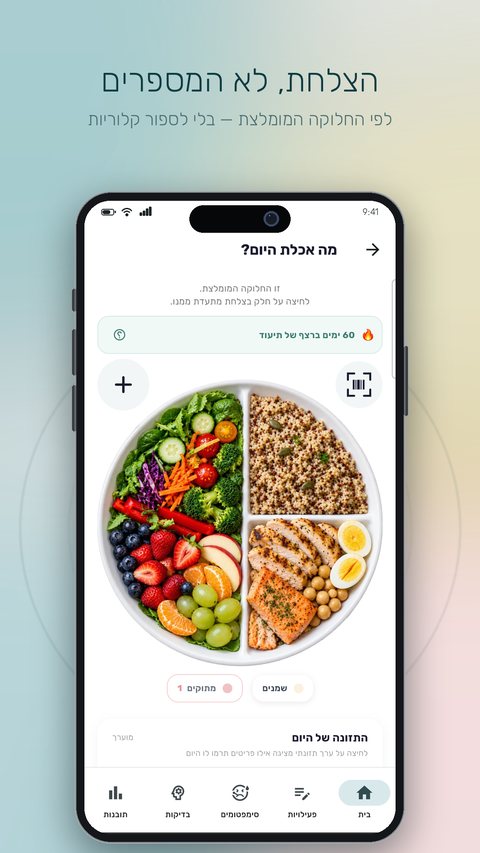 הצלחת, לא המספרים
לפי החלוקה המומלצת – בלי לספור קלוריות
9:41
מה אכלת היום?
זו החלוקה המומלצת.
לחיצה על חלק בצלחת מתעדת ממנו.
60 ימים ברצף של תיעוד
שמנים
מתוקים 1
התזונה של היום
מוערך
לחיצה על ערך תזונתי מציגה אילו פריטים תרמו לו היום
בית
פעילויות
סימפטומים
בדיקות
תובנות